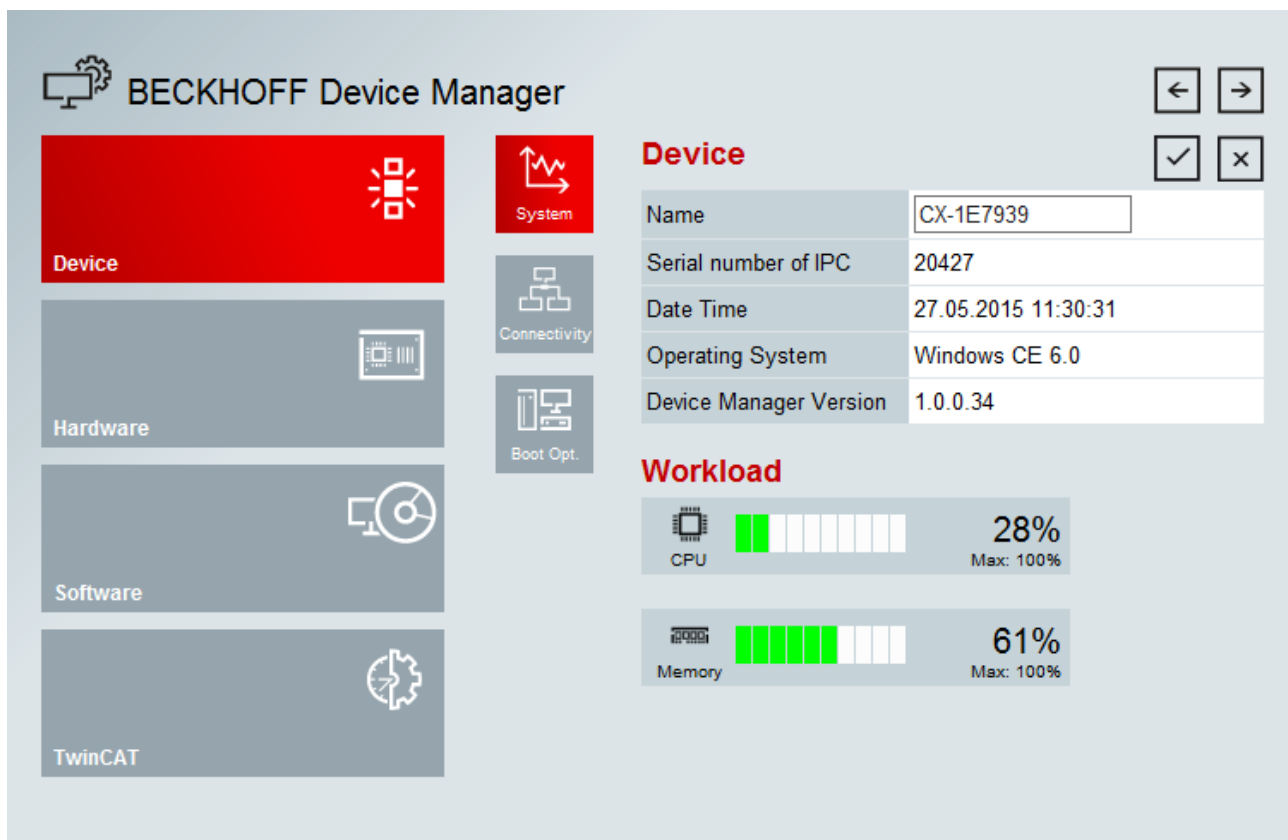 BECKHOFF Device Manager
Device
Hardware
Software
TwinCAT
System
Connectivity
Boot Opt.
Device
Name CX-1E7939
Serial number of IPC 20427
Date Time 27.05.2015 11:30:31
Operating System Windows CE 6.0
Device Manager Version 1.0.0.34
Workload
CPU 28%
Max: 100%
Memory 61%
Max: 100%